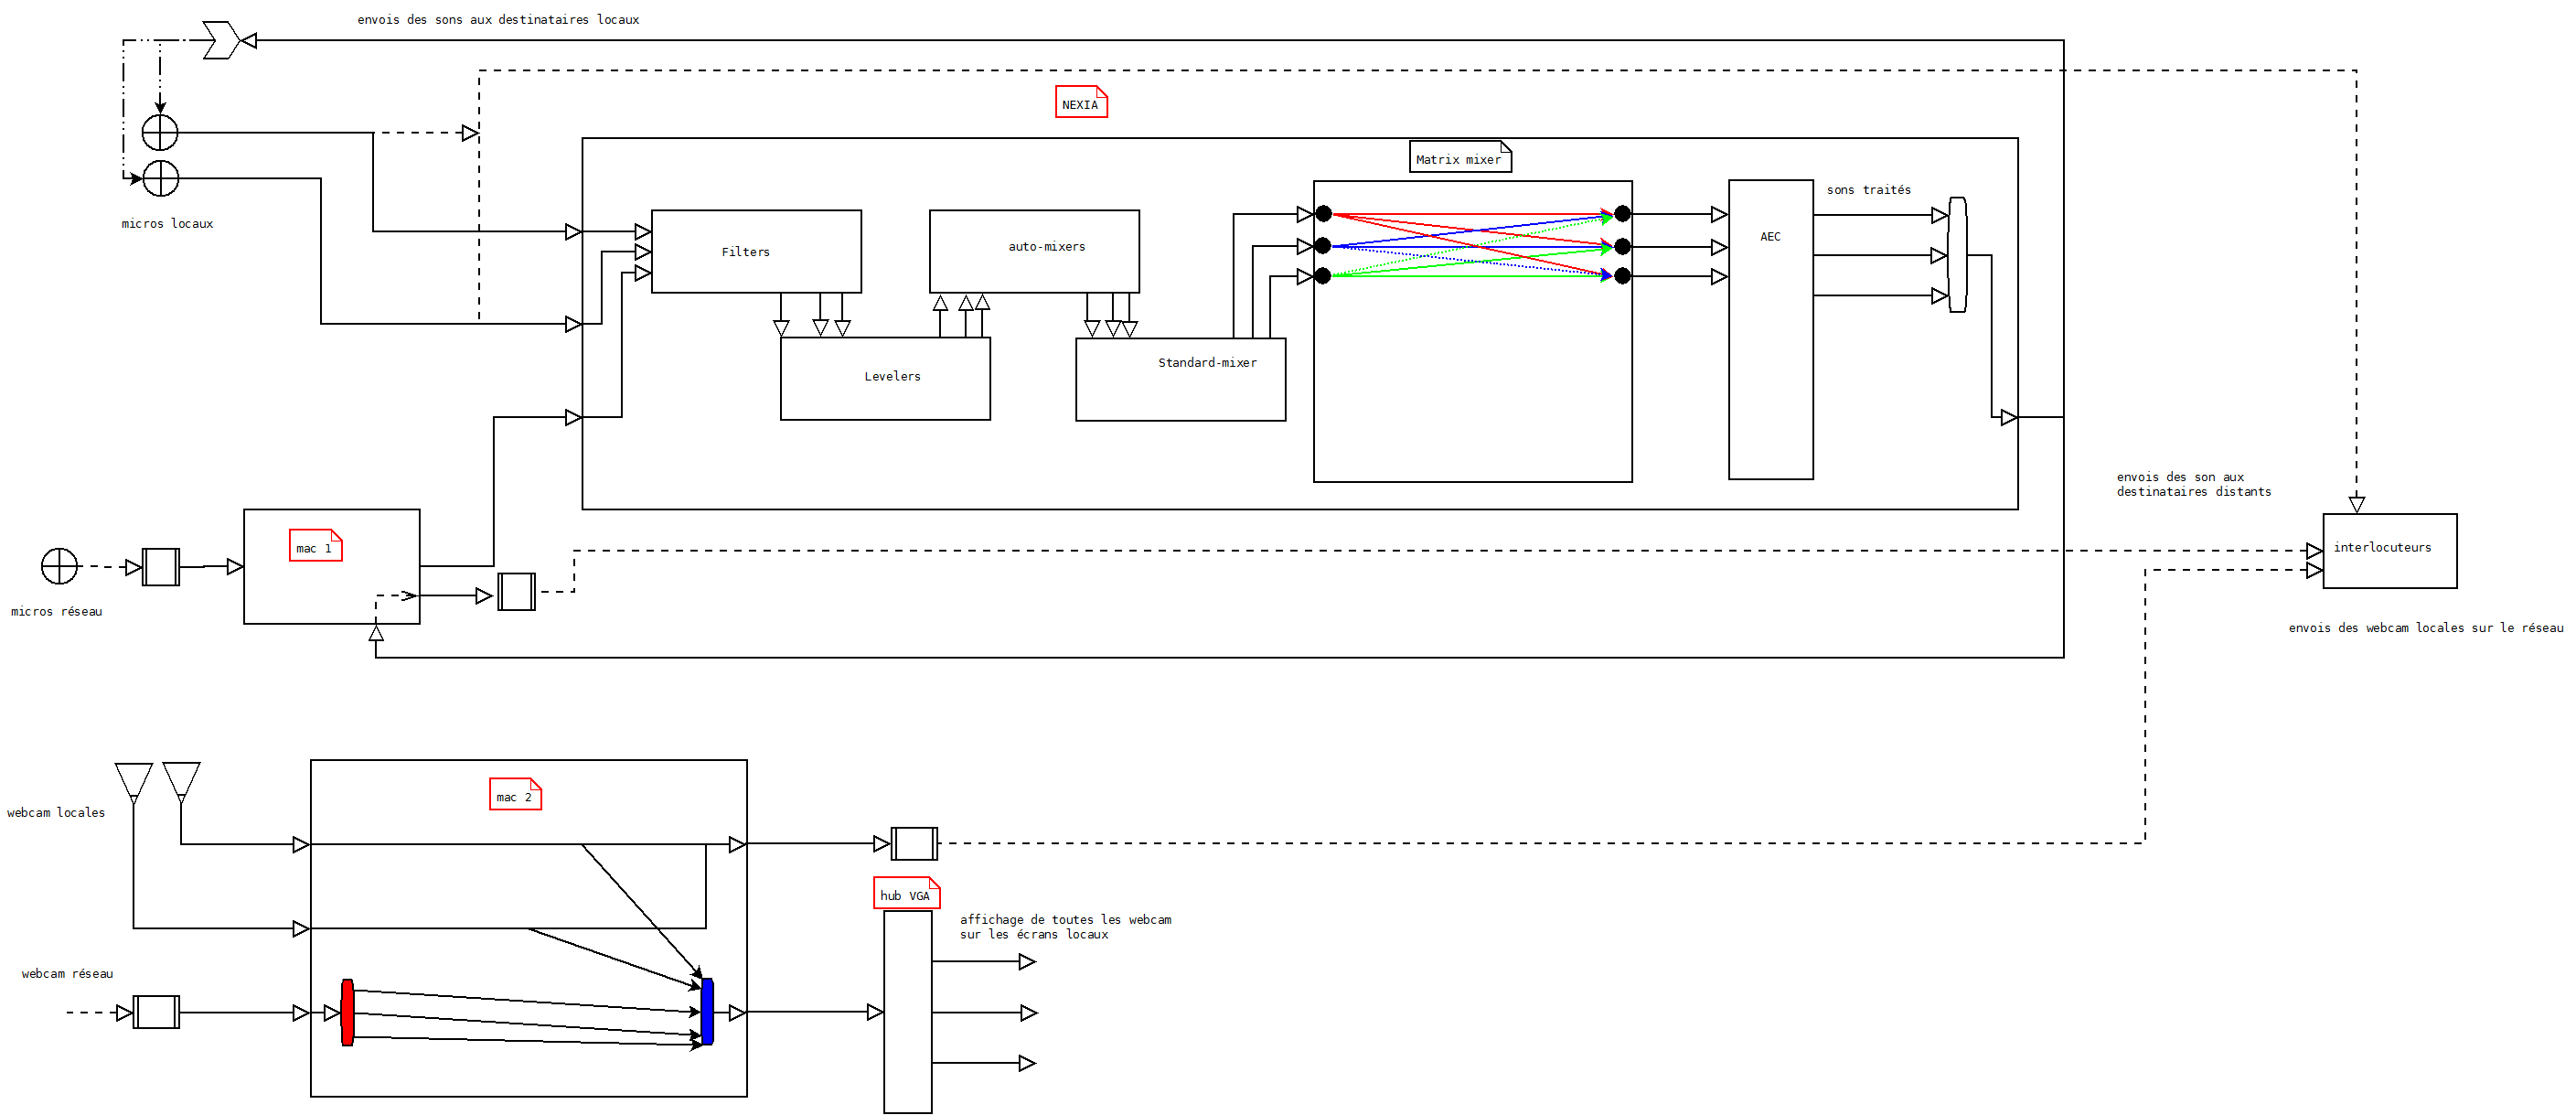 envois des sons aux destinataires locaux
NEXIA
Matrix mixer
sons traités
micros locaux
Filters
auto-mixers
AEC
Standard-mixer
Levelers
envois des son aux
destinataires distants
mac 1
interlocuteurs
micros réseau
envois des webcam locales sur le réseau
mac 2
webcam locales
hub VGA
affichage de toutes les webcam
sur les écrans locaux
webcam réseau